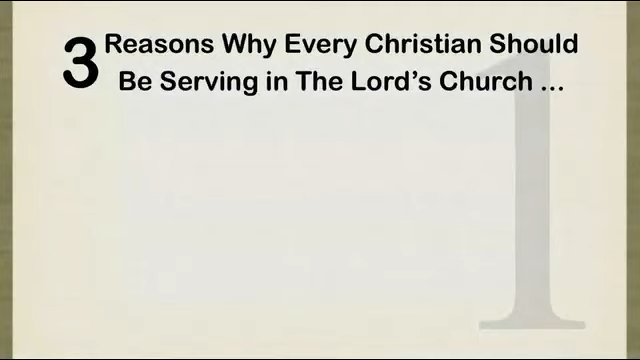 3 Reasons Why Every Christian Should
Be Serving in The Lord's Church ...
1